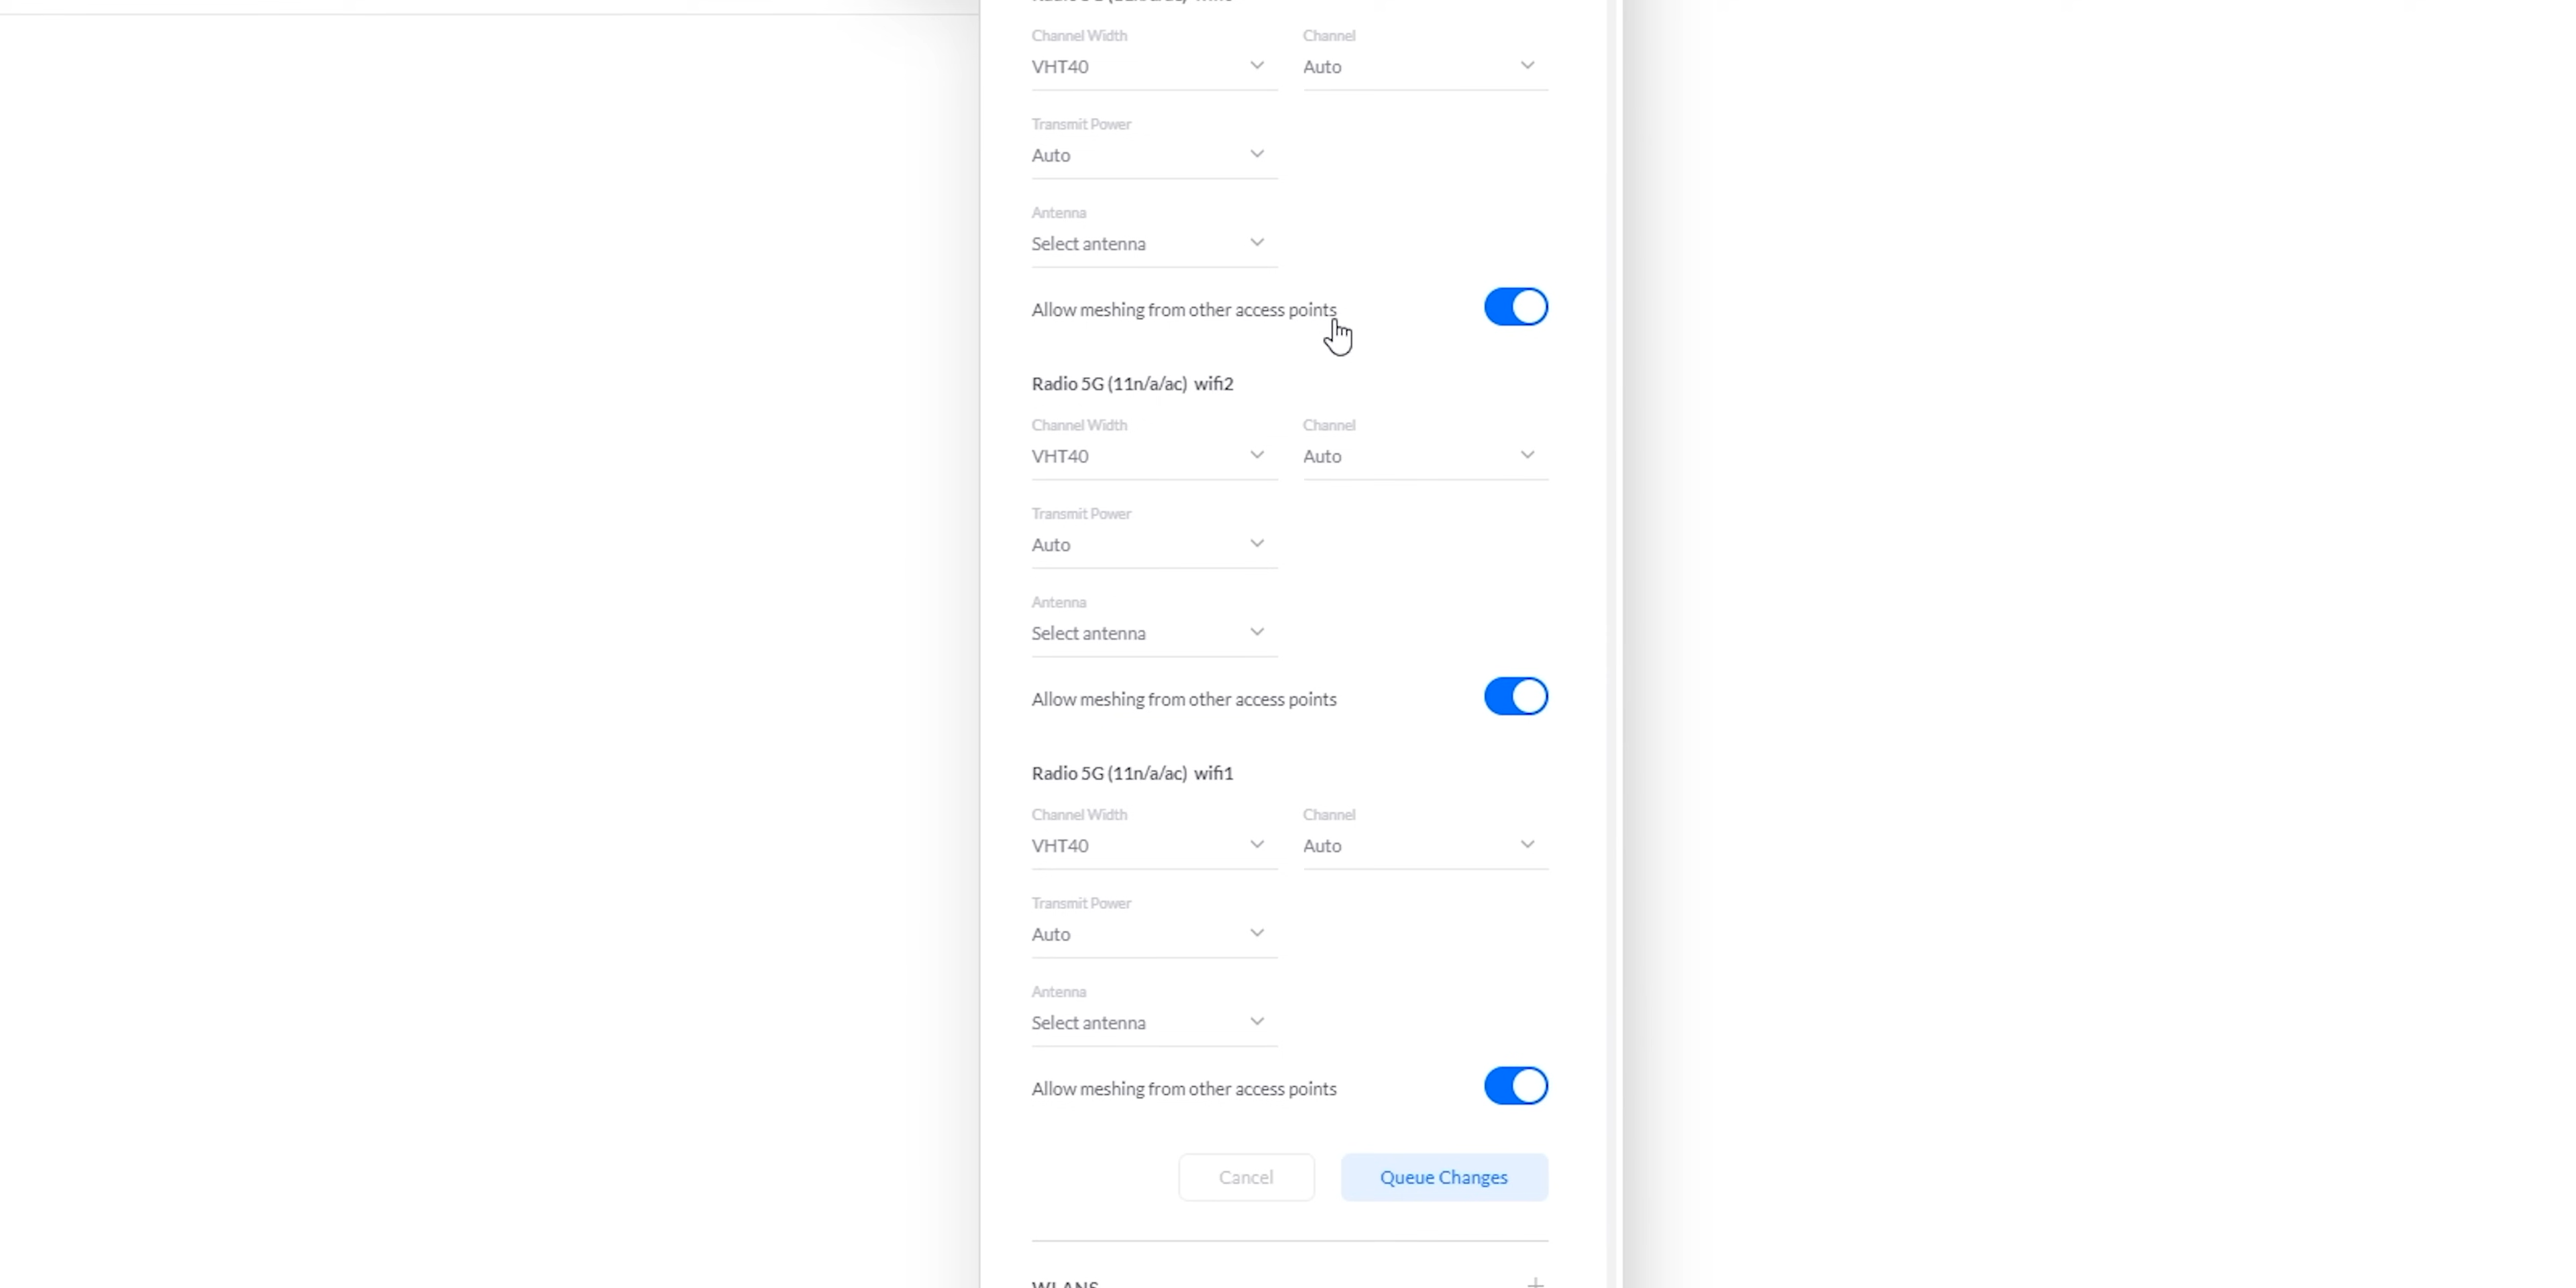 Channel Width Channel
VHT40 Auto
Transmit Power
Auto
Antenna
Select antenna
Allow meshing from other access points
Radio 5G (11n/a/ac) wifi2
Channel Width Channel
VHT40 Auto
Transmit Power
Auto
Antenna
Select antenna
Allow meshing from other access points
Radio 5G (11n/a/ac) wifi1
Channel Width Channel
VHT40 Auto
Transmit Power
Auto
Antenna
Select antenna
Allow meshing from other access points
Cancel Queue Changes
WLANS